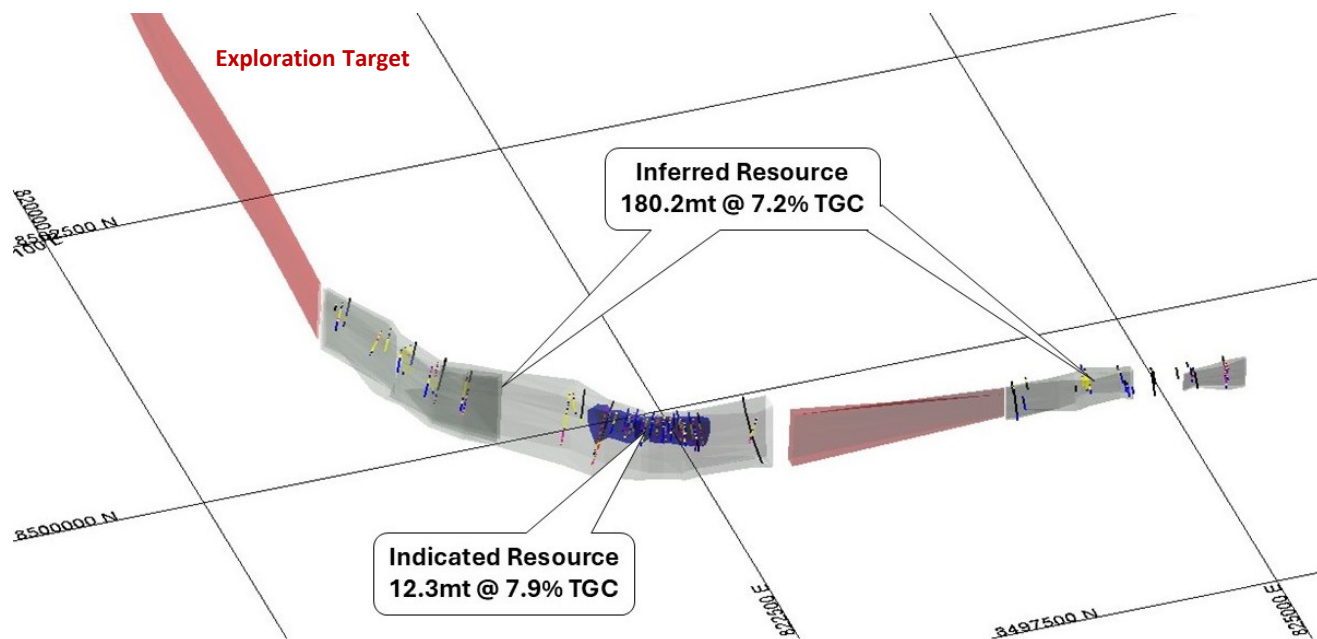 Exploration Target
Inferred Resource
180.2mt @ 7.2% TGC
8500000 N
Indicated Resource
12.3mt @ 7.9% TGC
822500 E
8497500 N
825000 E